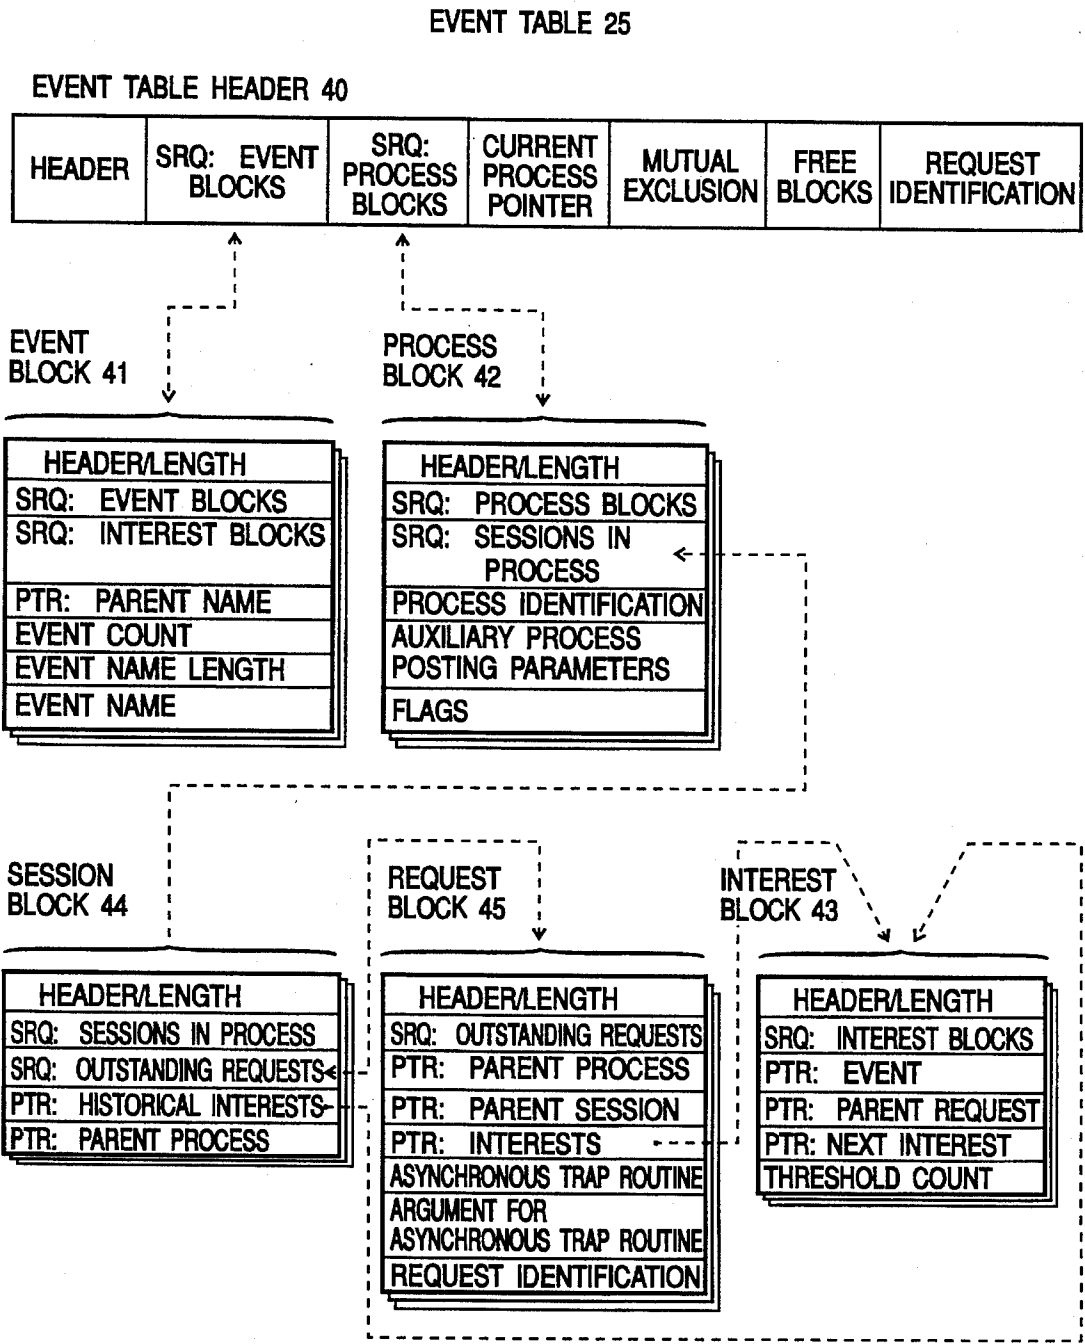 EVENT TABLE 25
EVENT TABLE HEADER 40
HEADER
SRQ: EVENT
BLOCKS
SRQ:
PROCESS
BLOCKS
CURRENT
PROCESS
POINTER
MUTUAL
EXCLUSION
FREE
BLOCKS
REQUEST
IDENTIFICATION
EVENT
BLOCK 41
HEADER/LENGTH
SRQ: EVENT BLOCKS
SRQ: INTEREST BLOCKS
PTR: PARENT NAME
EVENT COUNT
EVENT NAME LENGTH
EVENT NAME
PROCESS
BLOCK 42
HEADER/LENGTH
SRQ: PROCESS BLOCKS
SRQ: SESSIONS IN
PROCESS
PROCESS IDENTIFICATION
AUXILIARY PROCESS
POSTING PARAMETERS
FLAGS
SESSION
BLOCK 44
HEADER/LENGTH
SRQ: SESSIONS IN PROCESS
SRQ: OUTSTANDING REQUESTS
PTR: HISTORICAL INTERESTS
PTR: PARENT PROCESS
REQUEST
BLOCK 45
HEADER/LENGTH
SRQ: OUTSTANDING REQUESTS
PTR: PARENT PROCESS
PTR: PARENT SESSION
PTR: INTERESTS
ASYNCHRONOUS TRAP ROUTINE
ARGUMENT FOR
ASYNCHRONOUS TRAP ROUTINE
REQUEST IDENTIFICATION
INTEREST
BLOCK 43
HEADER/LENGTH
SRQ: INTEREST BLOCKS
PTR: EVENT
PTR: PARENT REQUEST
PTR: NEXT INTEREST
THRESHOLD COUNT